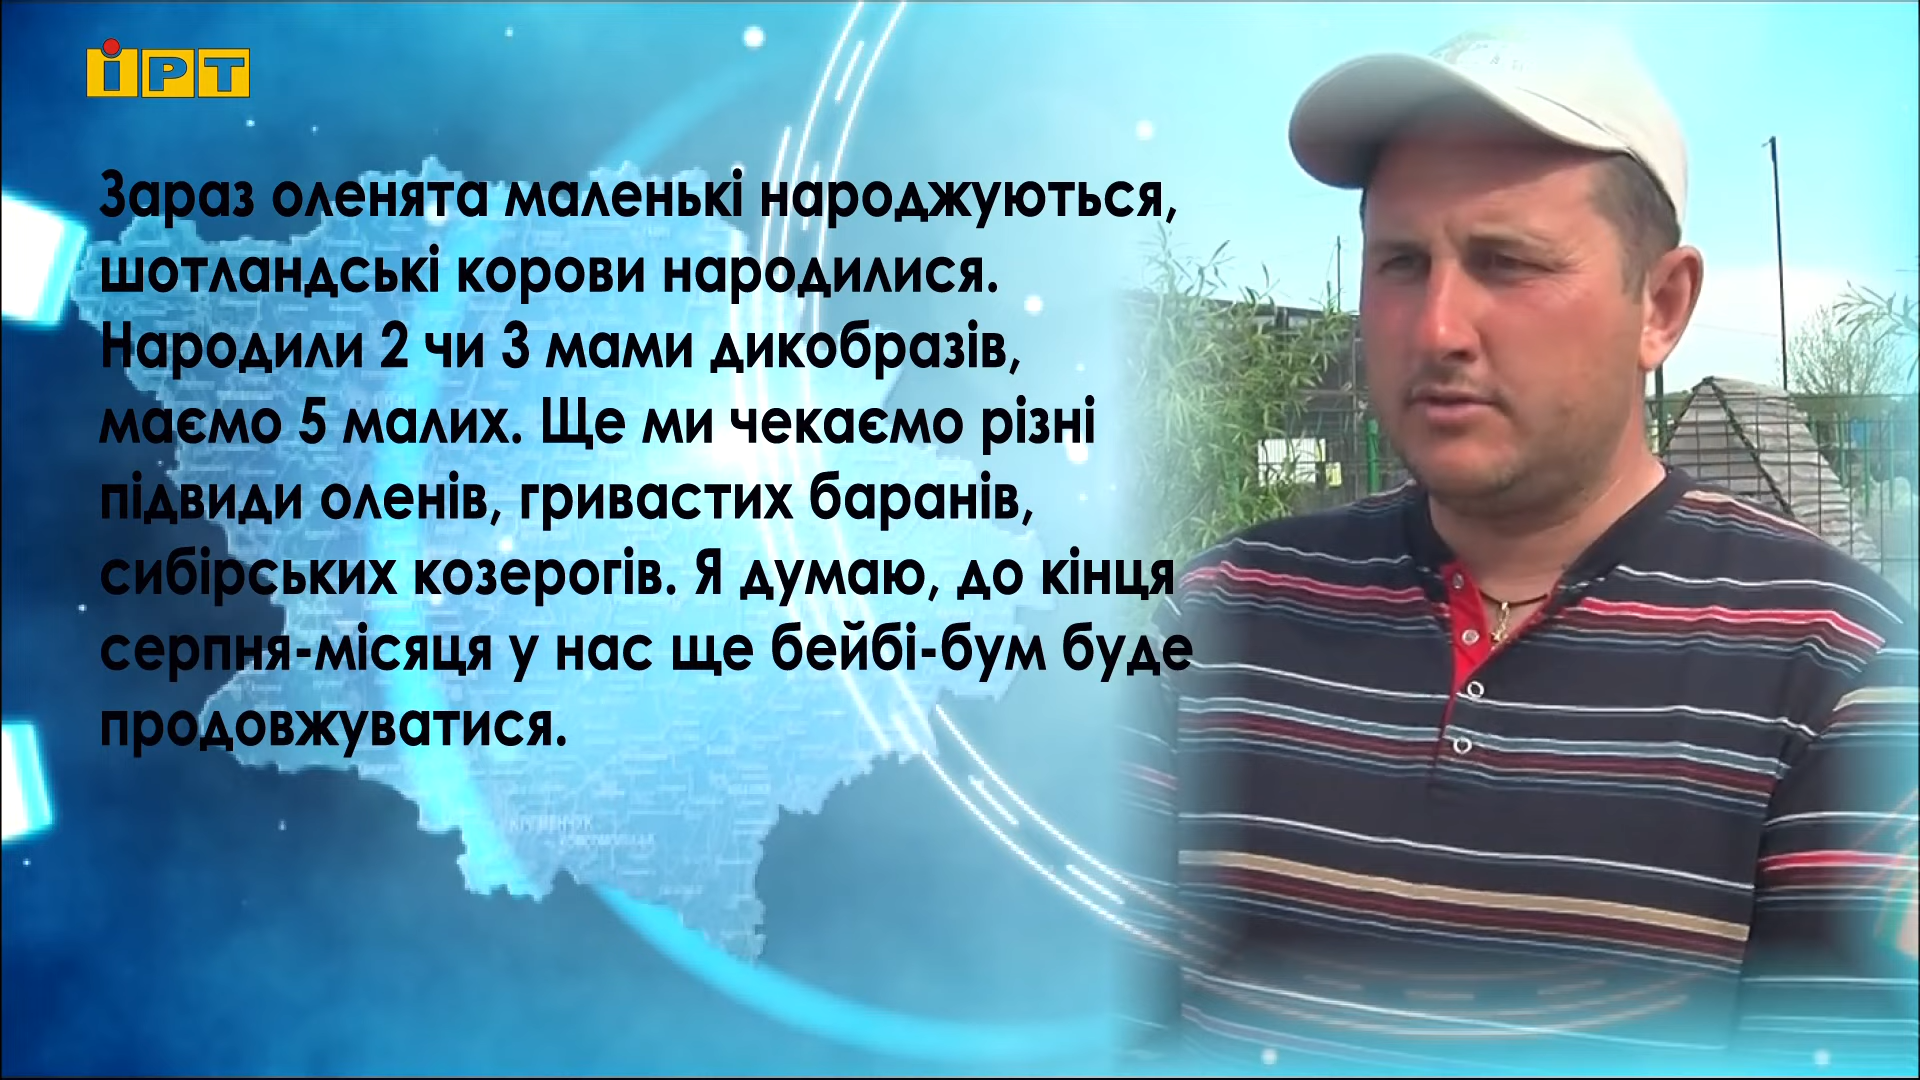 іРТ
Зараз оленята маленькі народжуються,
шотландські корови народилися.
Народили 2 чи 3 мами дикобразів,
маємо 5 малих. Ще ми чекаємо різні
підвиди оленів, гривастих баранів,
сибірських козерогів. Я думаю, до кінця
серпня-місяця у нас ще бейбі-бум буде
продовжуватися.